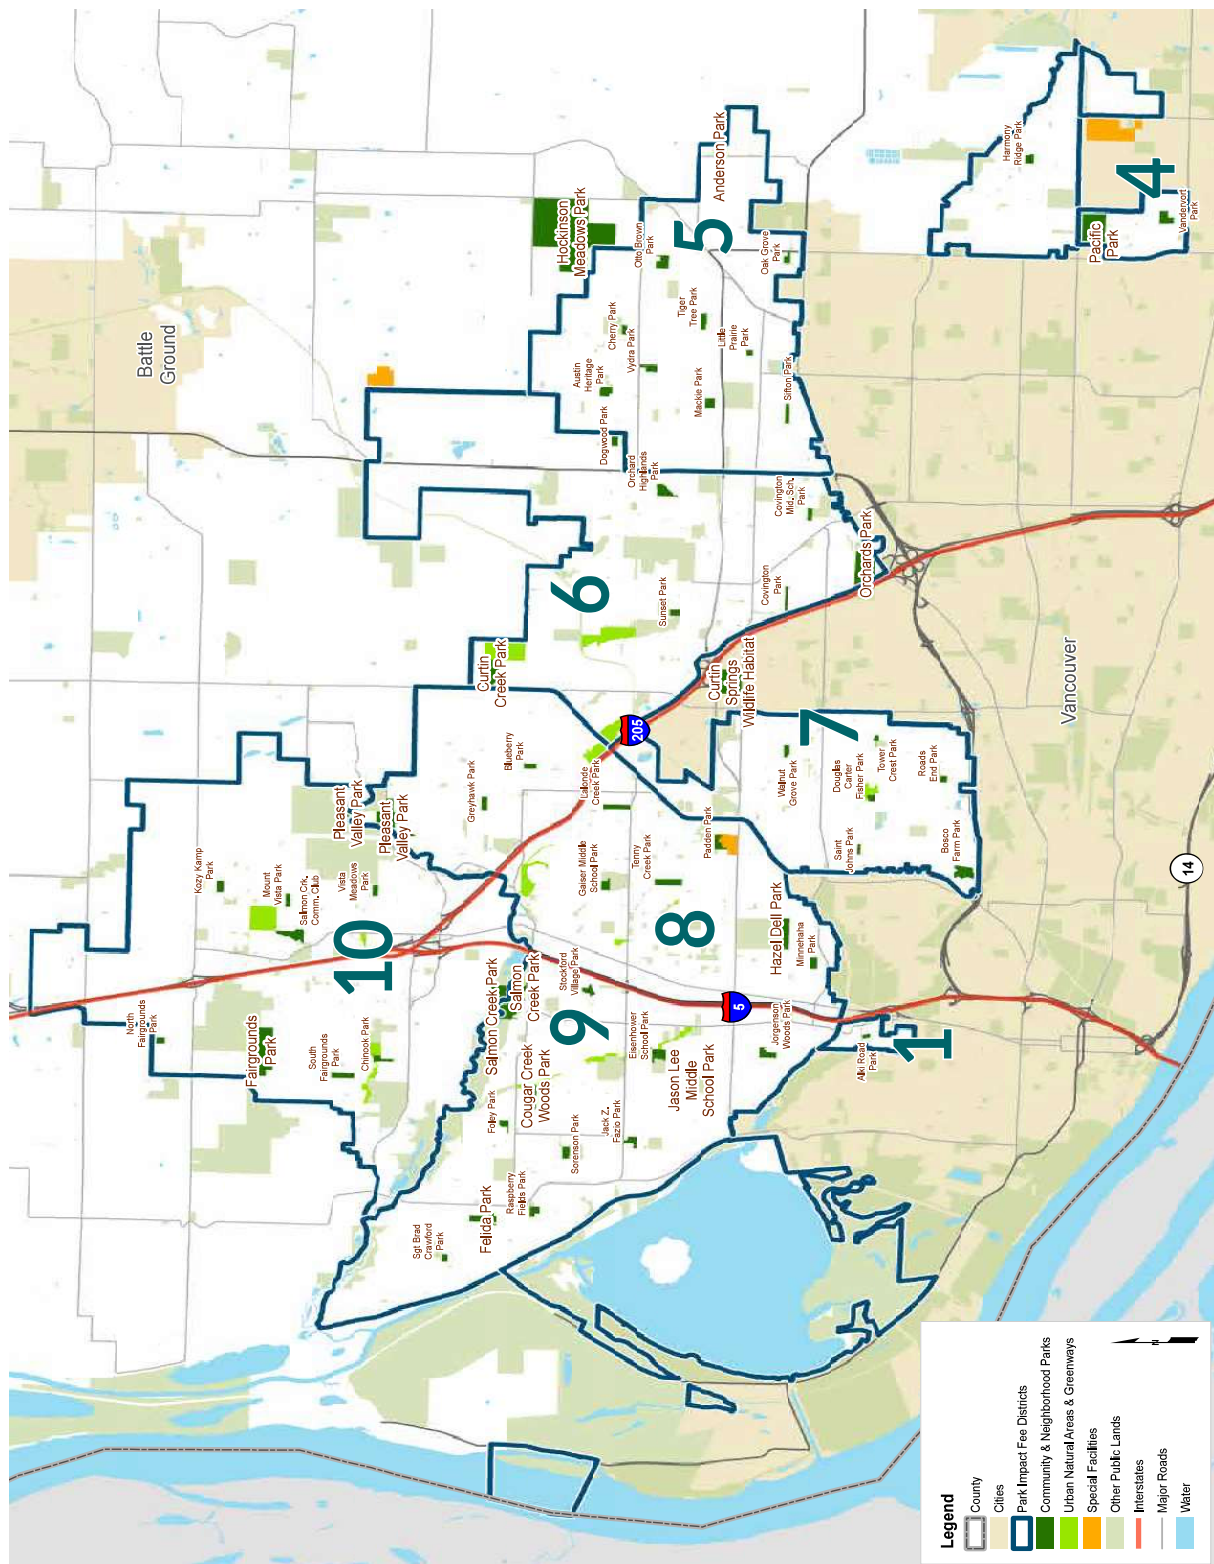 Battle
Ground
Hockinson
Meadows Park
Anderson Park
Otto Brown
Park
5
Oak Grove
Park
Harmony
Ridge Park
4
Pacific
Park
Vandervort
Park
Cherry Park
Tiger
Tree Park
Little
Prairie
Park
Vydra Park
Austin
Heritage
Park
Mackie Park
Sifton Park
Dogwood Park
Orchard
Highlands
Park
Covington
Mid. Sch.
Park
Orchards Park
6
Sunset Park
Covington
Park
Curtin
Creek Park
Curtin
Springs
Wildlife Habitat
Vancouver
205
7
Walnut
Grove Park
Douglas
Carter
Fisher Park
Tower
Crest Park
Roads
End Park
Saint
Johns Park
Bosco
Farm Park
Blueberry
Park
Greyhawk Park
Lalonde
Creek Park
Padden Park
Pleasant
Valley Park
Pleasant
Valley Park
Kozy Kamp
Park
Mount
Vista Park
Salmon Crk.
Comm. Club
Vista
Meadows
Park
10
Gaiser Middle
School Park
Tenny
Creek Park
8
Hazel Dell Park
Minnehaha
Park
14
North
Fairgrounds
Park
Fairgrounds
Park
South
Fairgrounds
Park
Chinook Park
Salmon Creek Park
Salmon
Creek Park
Stockford
Village Park
9
5
Eisenhower
School Park
Jorgenson
Woods Park
Alki Road
Park
1
Cougar Creek
Woods Park
Jason Lee
Middle
School Park
Foley Park
Sorenson Park
Jack Z.
Fazio Park
Raspberry
Fields Park
Felida Park
Sgt Brad
Crawford
Park
Legend
County
Cities
Park Impact Fee Districts
Community & Neighborhood Parks
Urban Natural Areas & Greenways
Special Facilities
Other Public Lands
Interstates
Major Roads
Water
N